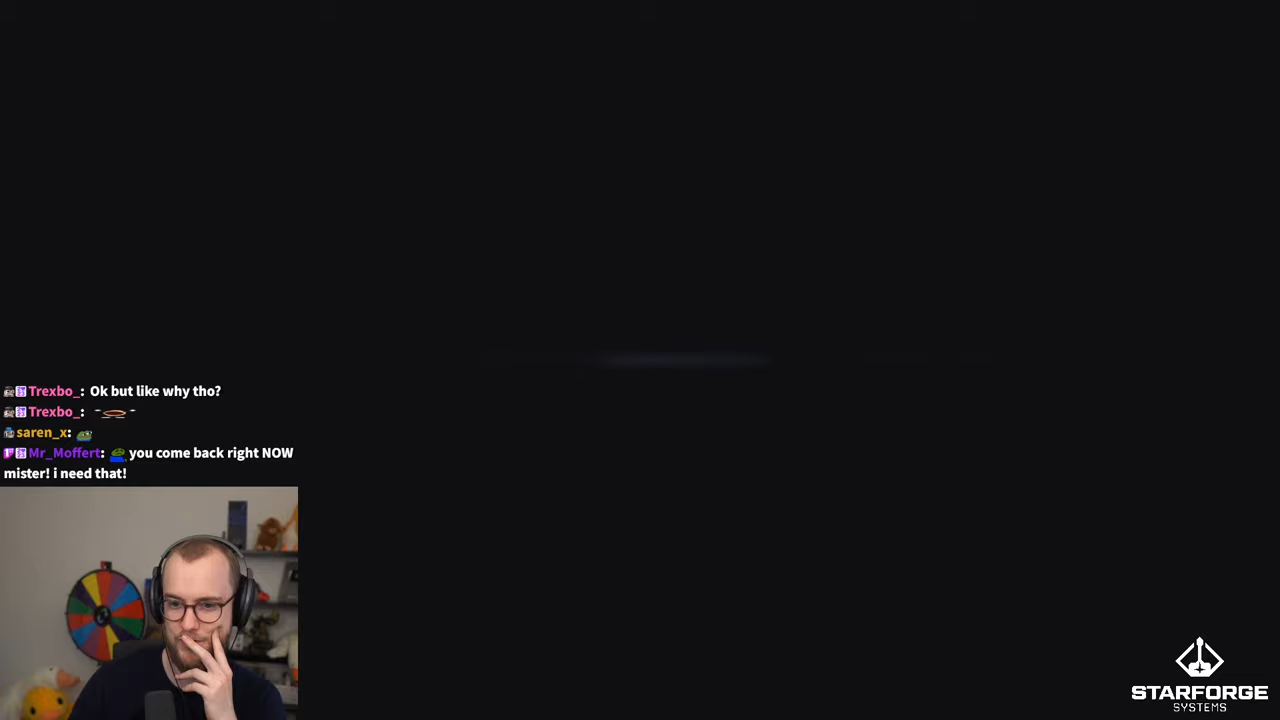 Trexbo_: Ok but like why tho?
Trexbo_:
saren_x:
Mr_Moffert: you come back right NOW
mister! i need that!
STARFORGE
SYSTEMS